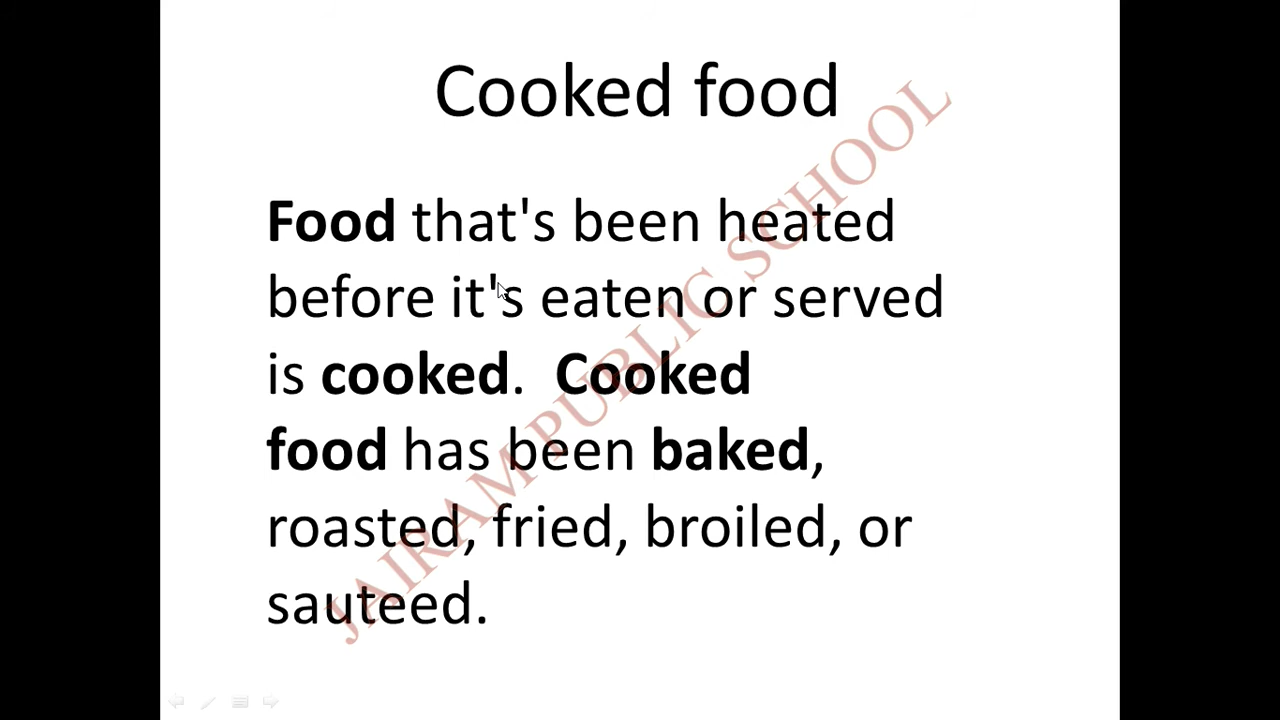 Cooked food
Food that's been heated
before it's eaten or served
is cooked.  Cooked
food has been baked,
roasted, fried, broiled, or
sauteed.
JAIRAM PUBLIC SCHOOL